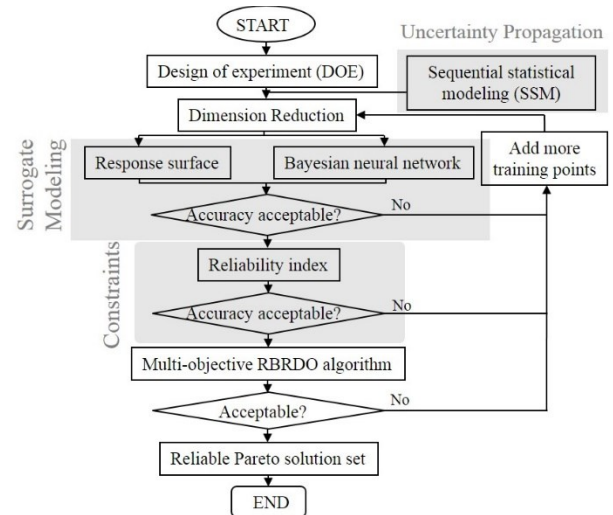 START
Uncertainty Propagation
Design of experiment (DOE)
Sequential statistical
modeling (SSM)
Dimension Reduction
Surrogate
Modeling
Response surface
Bayesian neural network
Add more
training points
Accuracy acceptable?
No
Constraints
Reliability index
Accuracy acceptable?
No
Multi-objective RBRDO algorithm
Acceptable?
No
Reliable Pareto solution set
END